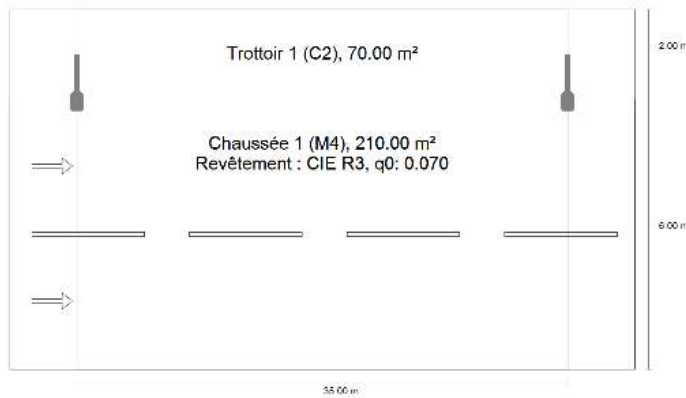 Trottoir 1 (C2), 70.00 m²
2.00 m
Chaussée 1 (M4), 210.00 m²
Revêtement : CIE R3, q0: 0.070
6.00 m
35.00 m